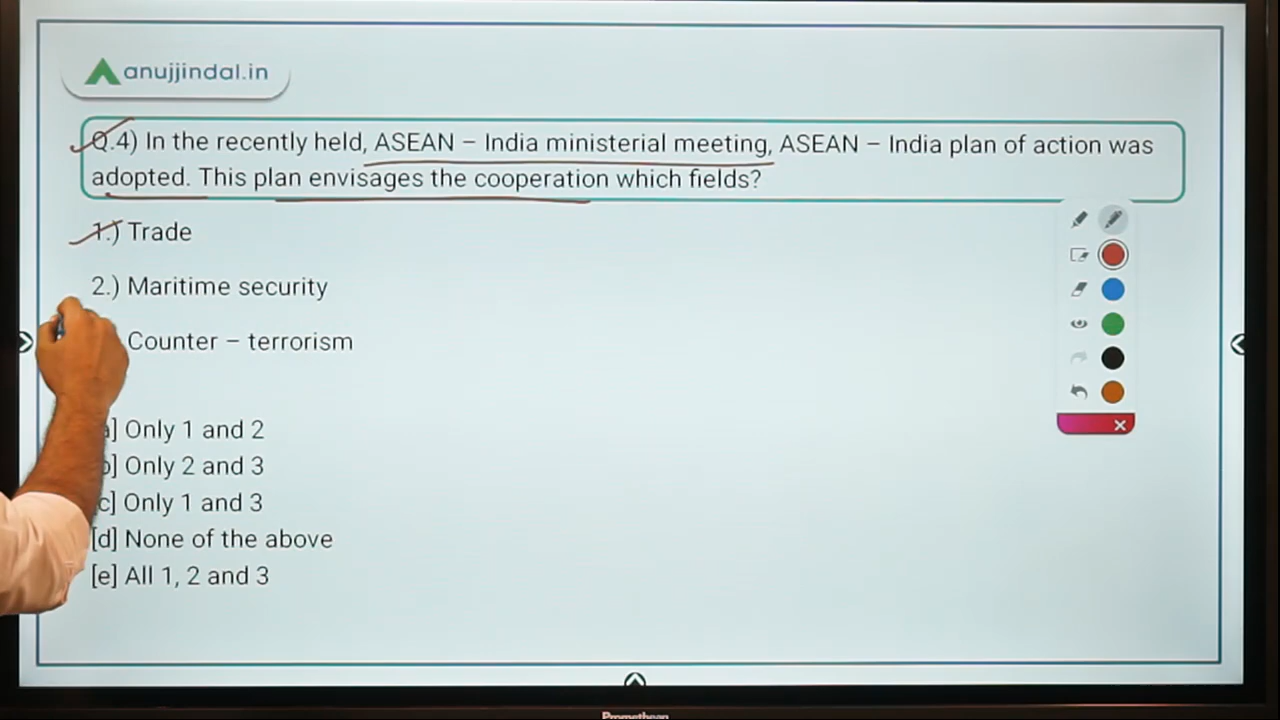 anujjindal.in
Q.4) In the recently held, ASEAN – India ministerial meeting, ASEAN – India plan of action was
adopted. This plan envisages the cooperation which fields?
1.) Trade
2.) Maritime security
Counter – terrorism
a] Only 1 and 2
b] Only 2 and 3
[c] Only 1 and 3
[d] None of the above
[e] All 1, 2 and 3
Promethean